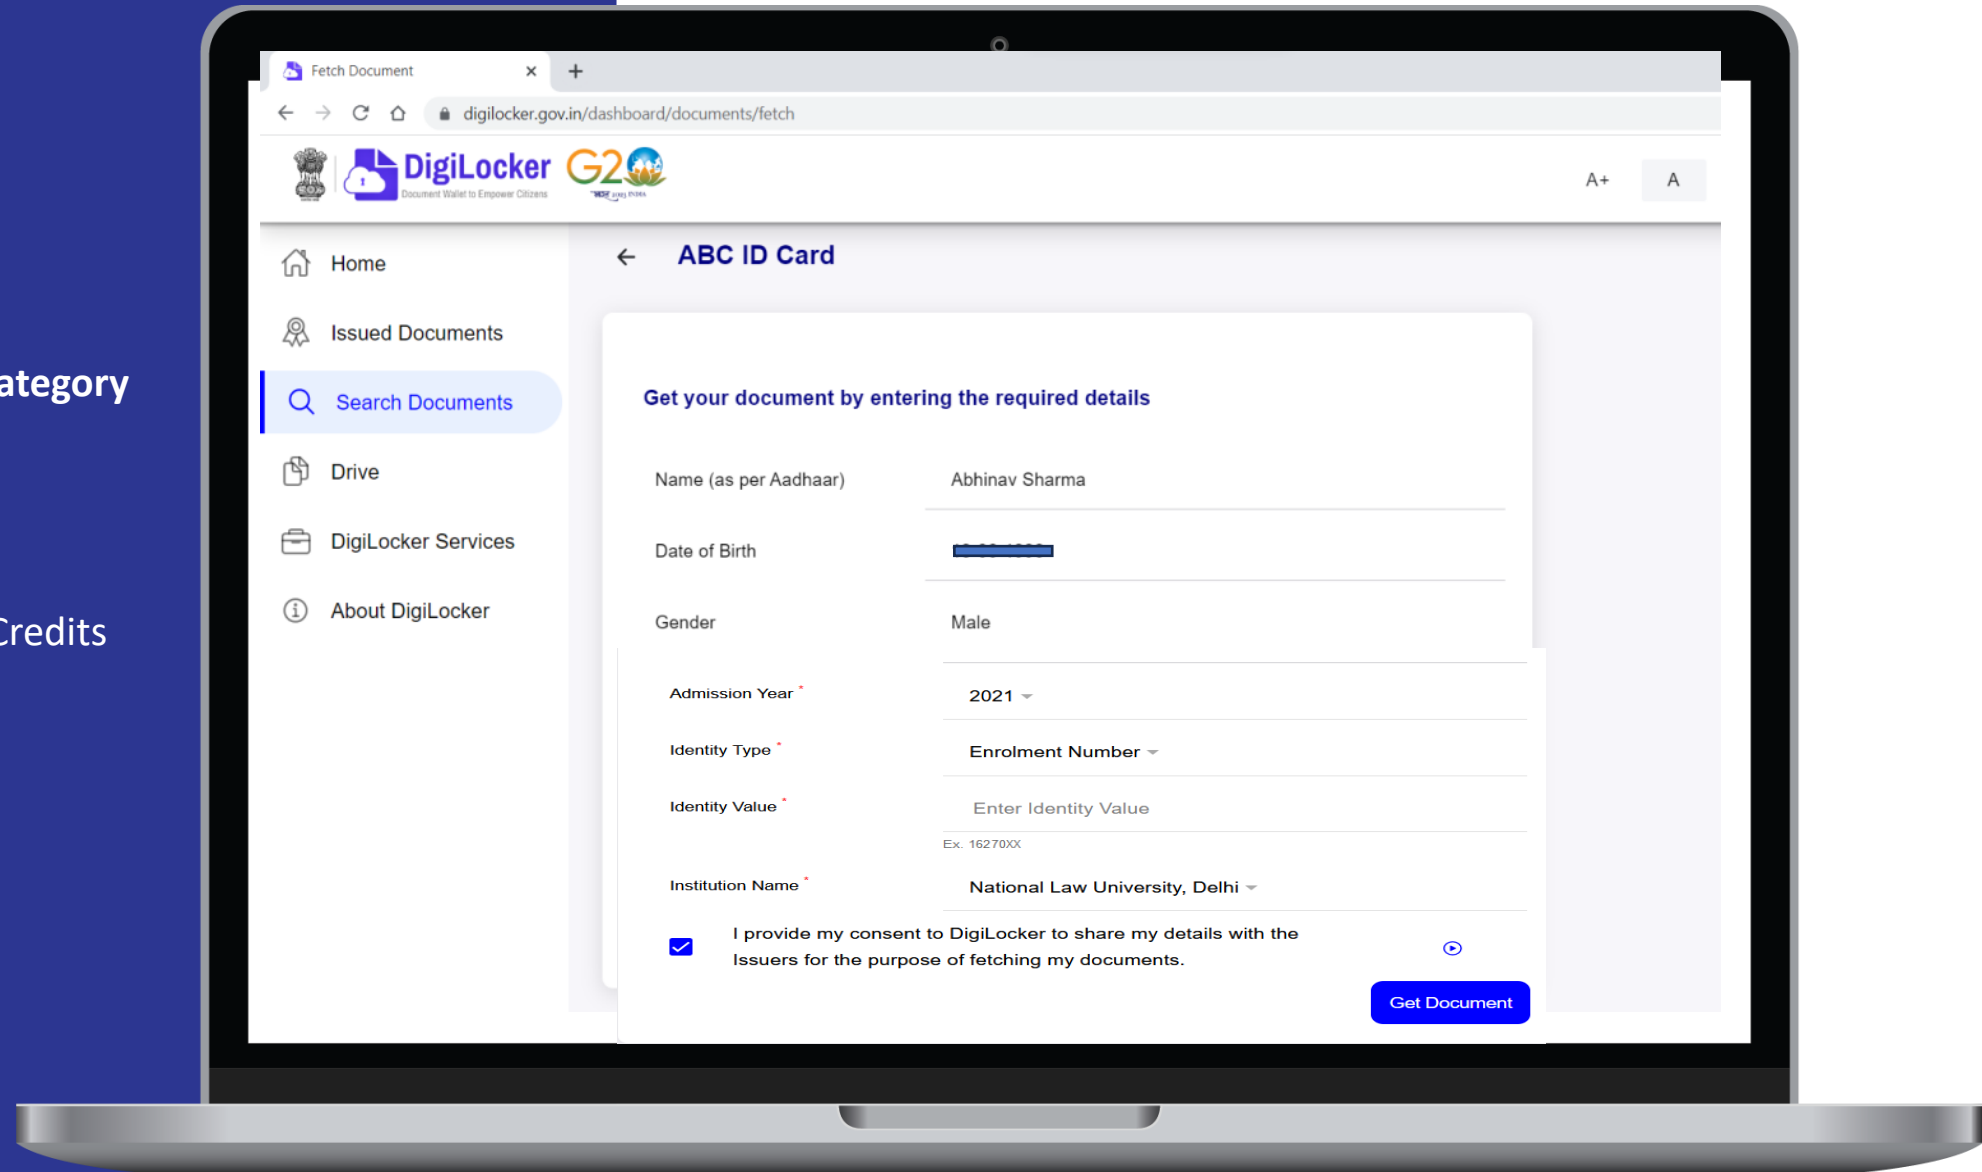 ategory
Credits
Fetch Document
digilocker.gov.in/dashboard/documents/fetch
DigiLocker
Document Wallet to Empower Citizens
G20
भारत 2023 INDIA
A+
A
Home
Issued Documents
Search Documents
Drive
DigiLocker Services
About DigiLocker
ABC ID Card
Get your document by entering the required details
Name (as per Aadhaar) Abhinav Sharma
Date of Birth
Gender Male
Admission Year * 2021
Identity Type * Enrolment Number
Identity Value * Enter Identity Value
Ex. 16270XX
Institution Name * National Law University, Delhi
I provide my consent to DigiLocker to share my details with the
Issuers for the purpose of fetching my documents.
Get Document